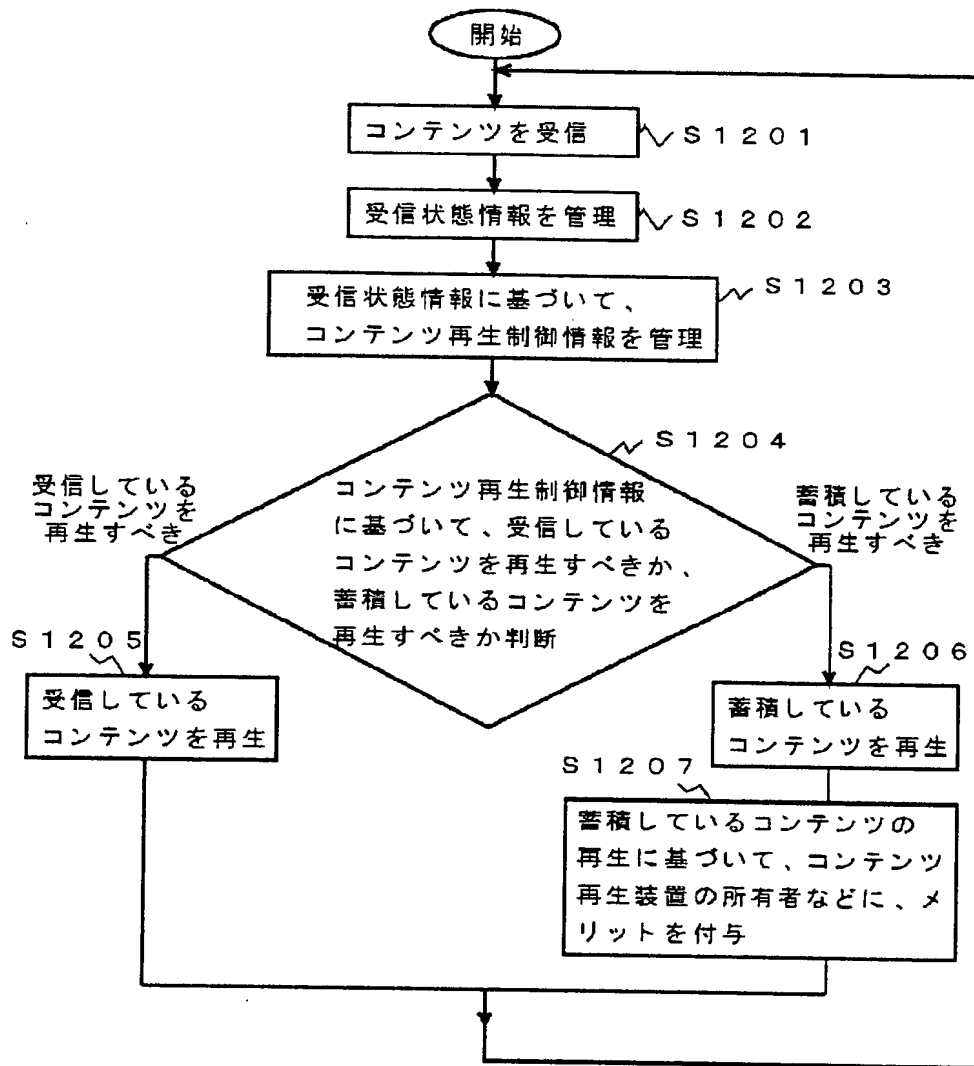 開始
コンテンツを受信
S1201
受信状態情報を管理
S1202
受信状態情報に基づいて、
コンテンツ再生制御情報を管理
S1203
S1204
コンテンツ再生制御情報
に基づいて、受信している
コンテンツを再生すべきか、
蓄積しているコンテンツを
再生すべきか判断
受信している
コンテンツを
再生すべき
蓄積している
コンテンツを
再生すべき
S1205
受信している
コンテンツを再生
S1206
蓄積している
コンテンツを再生
S1207
蓄積しているコンテンツの
再生に基づいて、コンテンツ
再生装置の所有者などに、メ
リットを付与